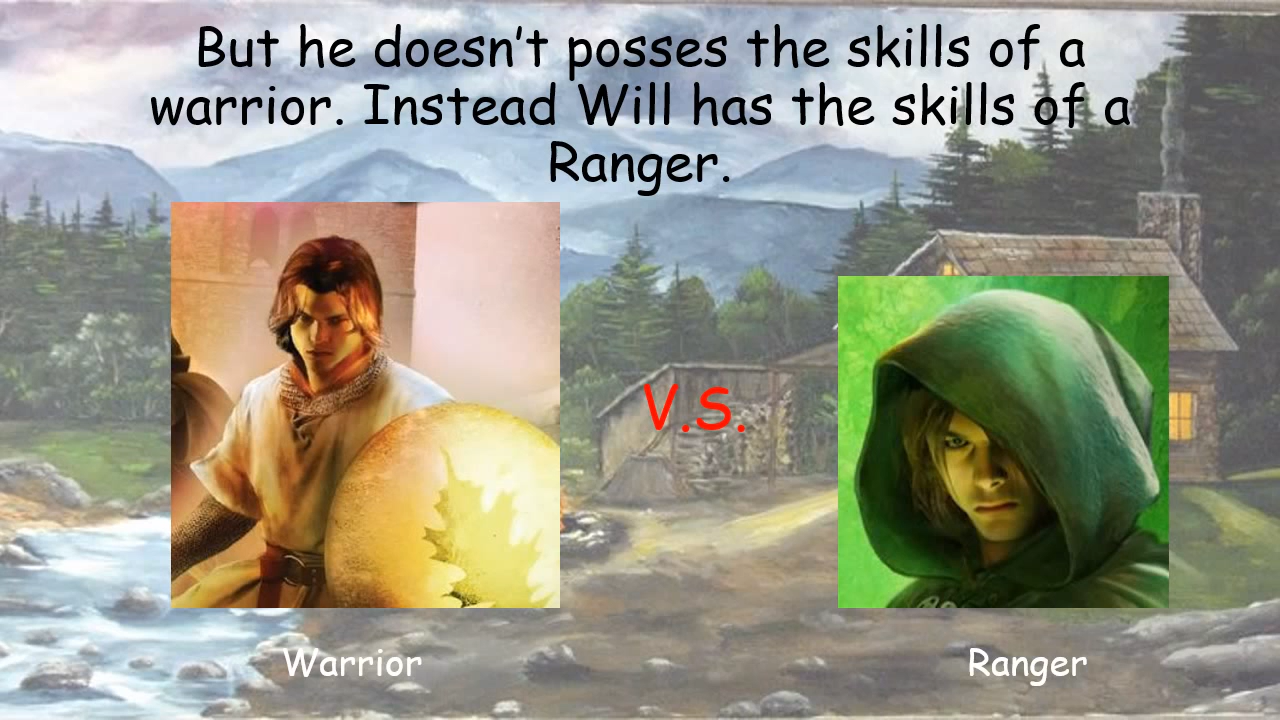 But he doesn’t posses the skills of a
warrior. Instead Will has the skills of a
Ranger.
V.S.
Warrior
Ranger